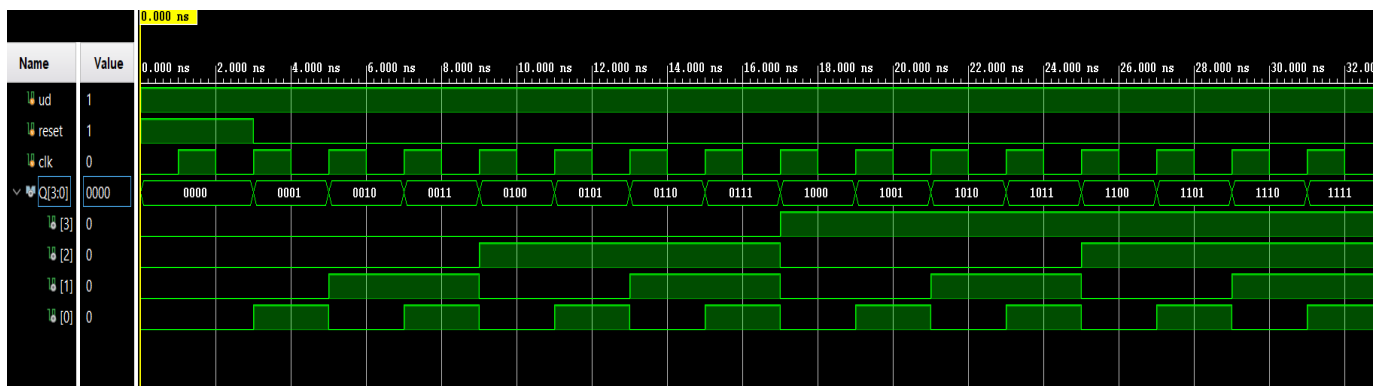 0.000 ns
Name Value 0.000 ns 2.000 ns 4.000 ns 6.000 ns 8.000 ns 10.000 ns 12.000 ns 14.000 ns 16.000 ns 18.000 ns 20.000 ns 22.000 ns 24.000 ns 26.000 ns 28.000 ns 30.000 ns 32.00
ud 1
reset 1
clk 0
Q[3:0] 0000 0000 0001 0010 0011 0100 0101 0110 0111 1000 1001 1010 1011 1100 1101 1110 1111
[3] 0
[2] 0
[1] 0
[0] 0